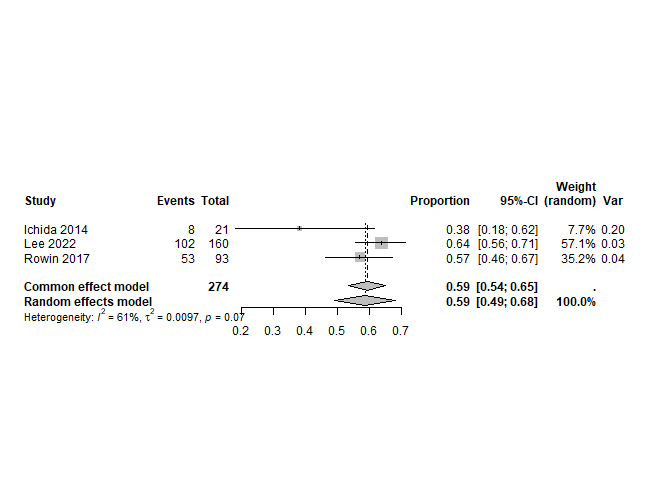 Weight
Study Events Total Proportion 95%-CI (random) Var
Ichida 2014 8 21 0.38 [0.18; 0.62] 7.7% 0.20
Lee 2022 102 160 0.64 [0.56; 0.71] 57.1% 0.03
Rowin 2017 53 93 0.57 [0.46; 0.67] 35.2% 0.04
Common effect model 274 0.59 [0.54; 0.65] .
Random effects model 0.59 [0.49; 0.68] 100.0%
Heterogeneity: I² = 61%, τ² = 0.0097, p = 0.07
0.2 0.3 0.4 0.5 0.6 0.7